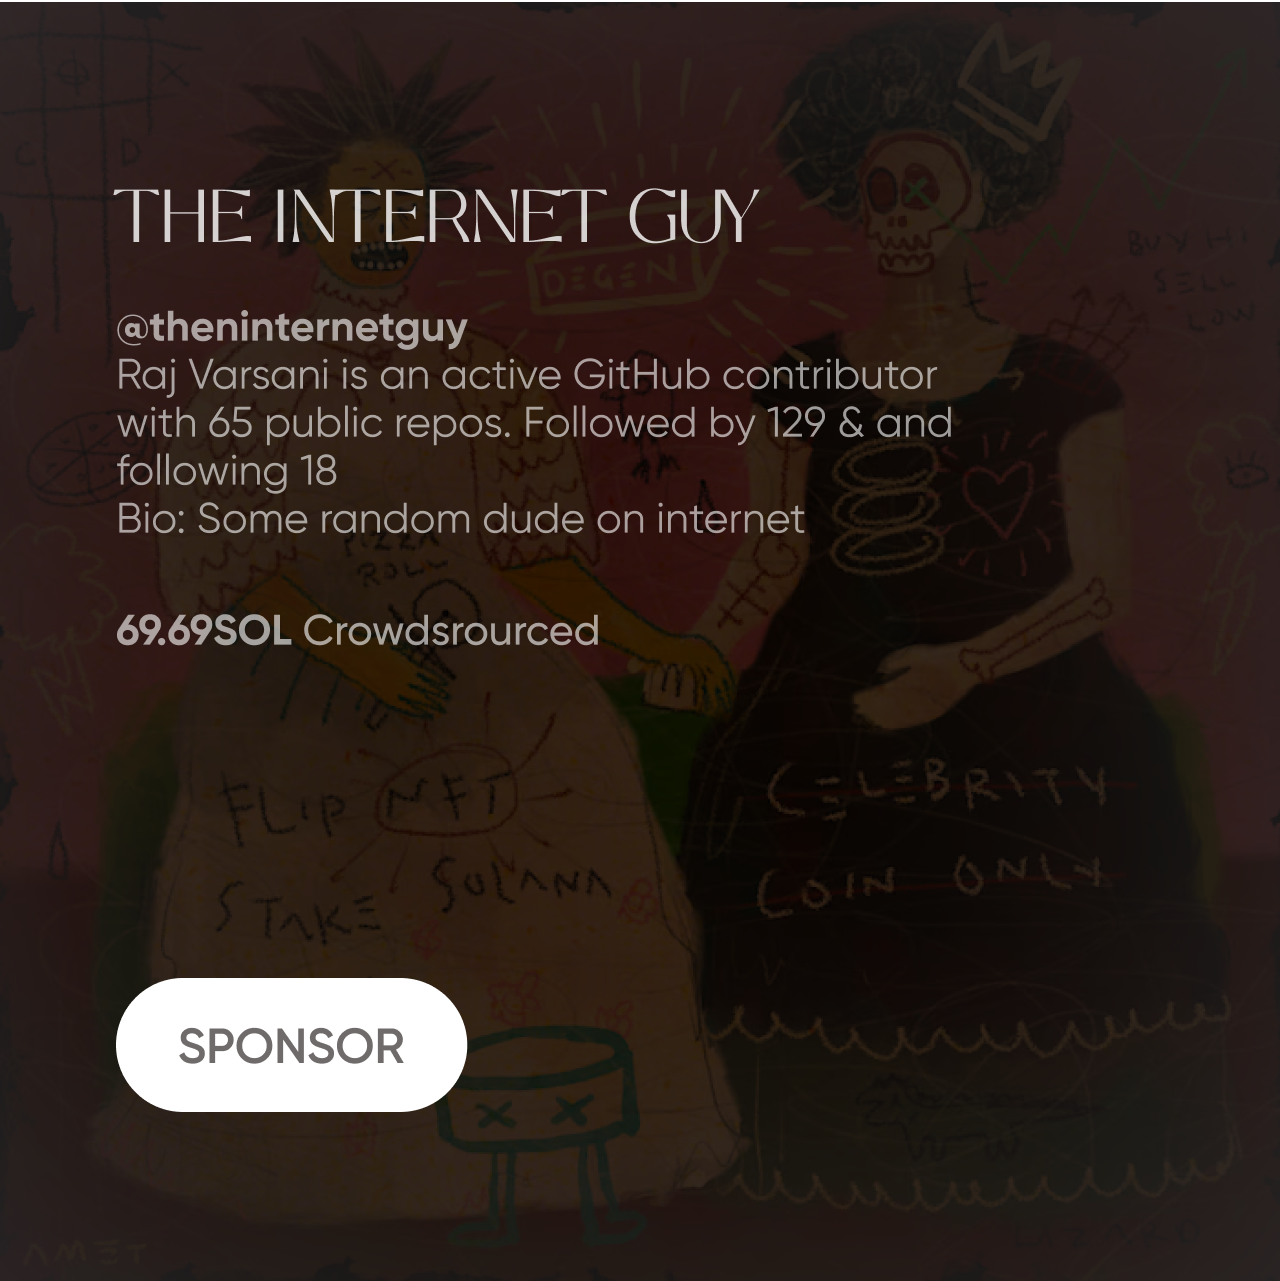 THE INTERNET GUY
DEGEN
BUY HI
SELL
LOW
@theninternetguy
Raj Varsani is an active GitHub contributor
with 65 public repos. Followed by 129 & and
following 18
Bio: Some random dude on internet
PIZZA
ROLL
69.69SOL Crowdsrourced
FLIP NFT
STAKE SOLANA
CELEBRITY
COIN ONLY
SPONSOR
AMET